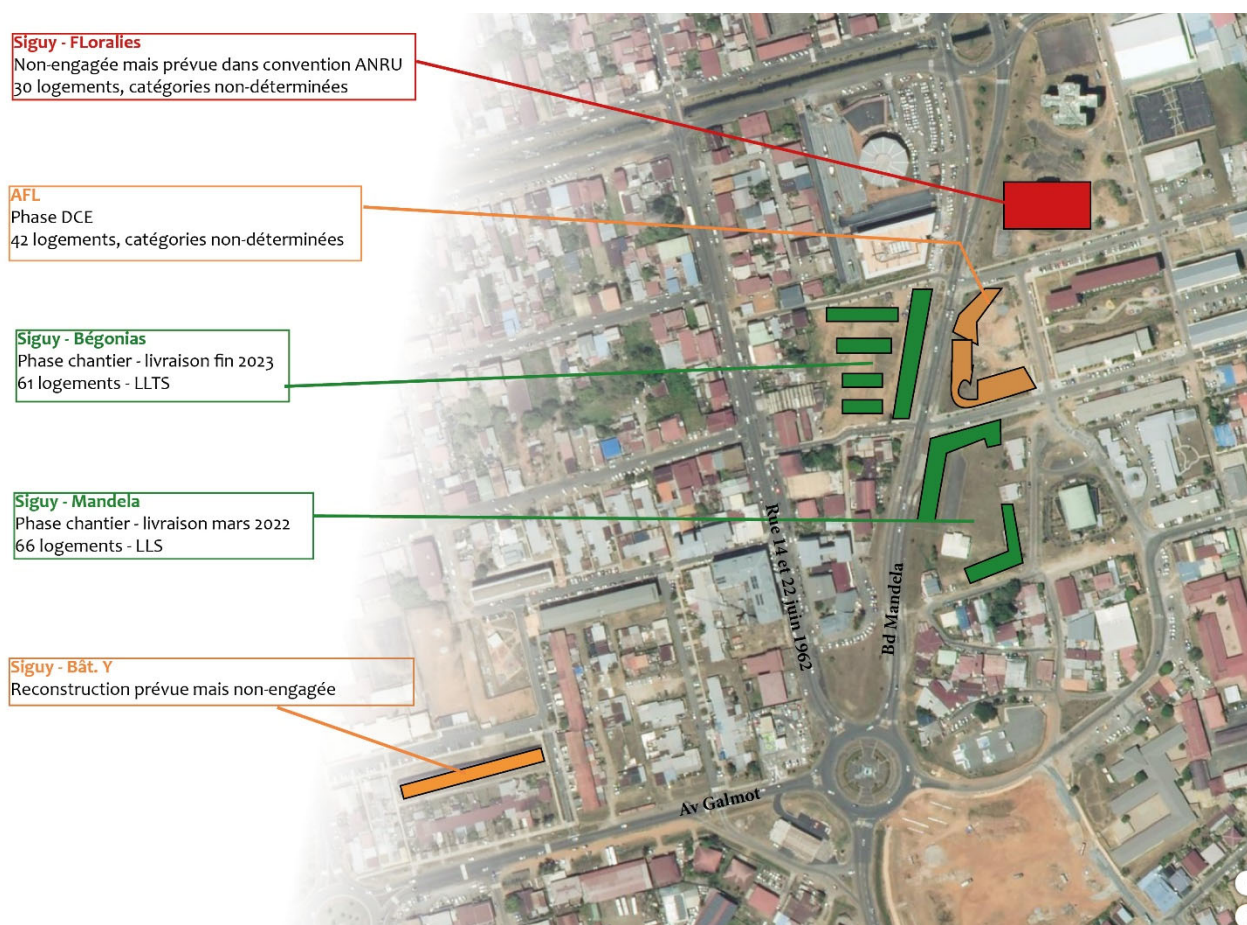 Siguy - FLoralies
Non-engagée mais prévue dans convention ANRU
30 logements, catégories non-déterminées
AFL
Phase DCE
42 logements, catégories non-déterminées
Siguy - Bégonias
Phase chantier - livraison fin 2023
61 logements - LLTS
Siguy - Mandela
Phase chantier - livraison mars 2022
66 logements - LLS
Siguy - Bât. Y
Reconstruction prévue mais non-engagée
Rue 14 et 22 juin 1962
Bd Mandela
Av Galmot